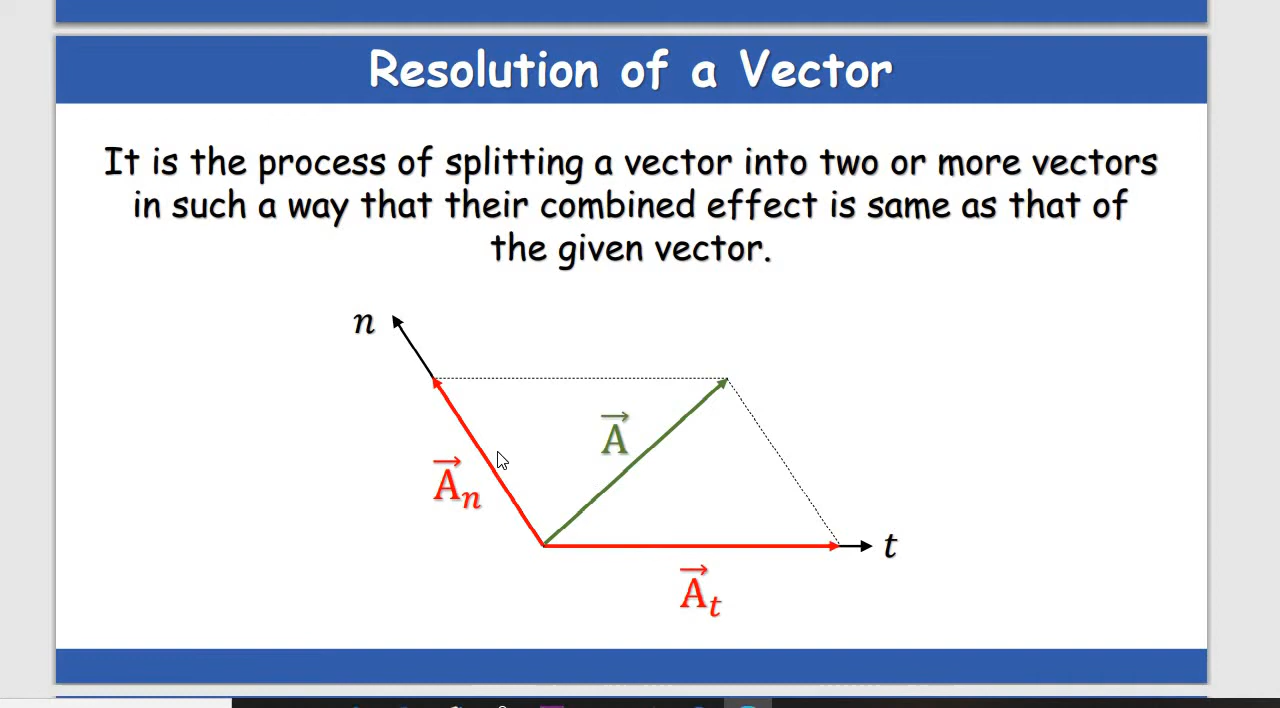 Resolution of a Vector
It is the process of splitting a vector into two or more vectors
in such a way that their combined effect is same as that of
the given vector.
n
A⃗
A⃗ₙ
t
A⃗ₜ